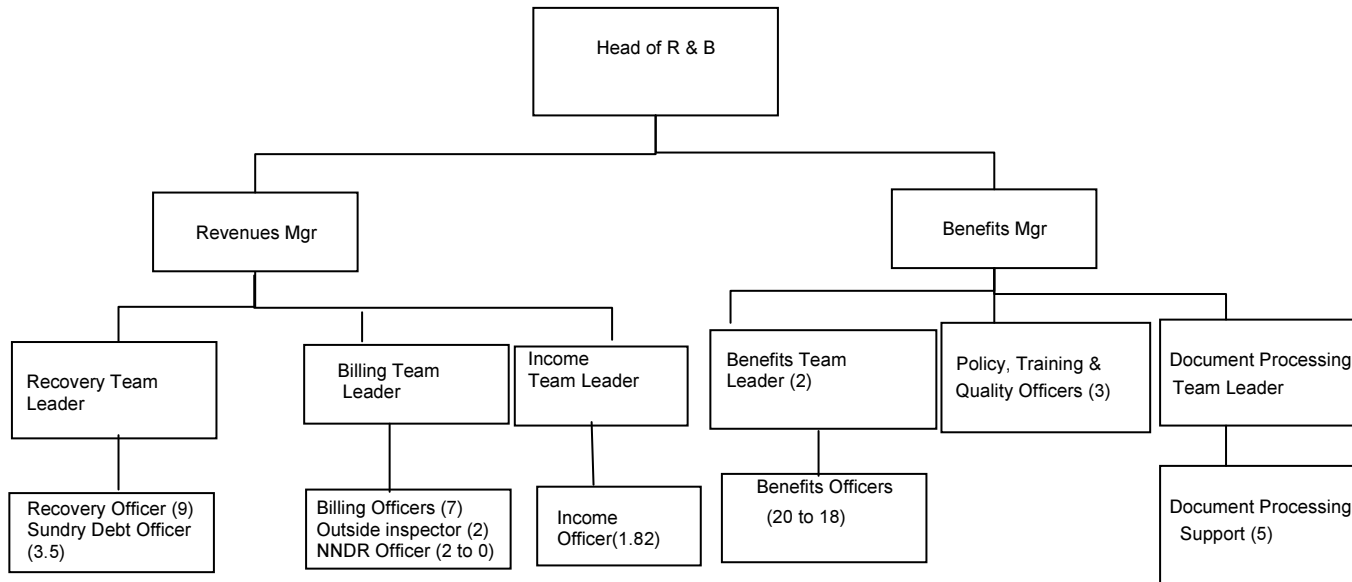 Head of R & B
Revenues Mgr
Benefits Mgr
Recovery Team
Leader
Billing Team
Leader
Income
Team Leader
Benefits Team
Leader (2)
Policy, Training &
Quality Officers (3)
Document Processing
Team Leader
Recovery Officer (9)
Sundry Debt Officer
(3.5)
Billing Officers (7)
Outside inspector (2)
NNDR Officer (2 to 0)
Income
Officer(1.82)
Benefits Officers
(20 to 18)
Document Processing
Support (5)